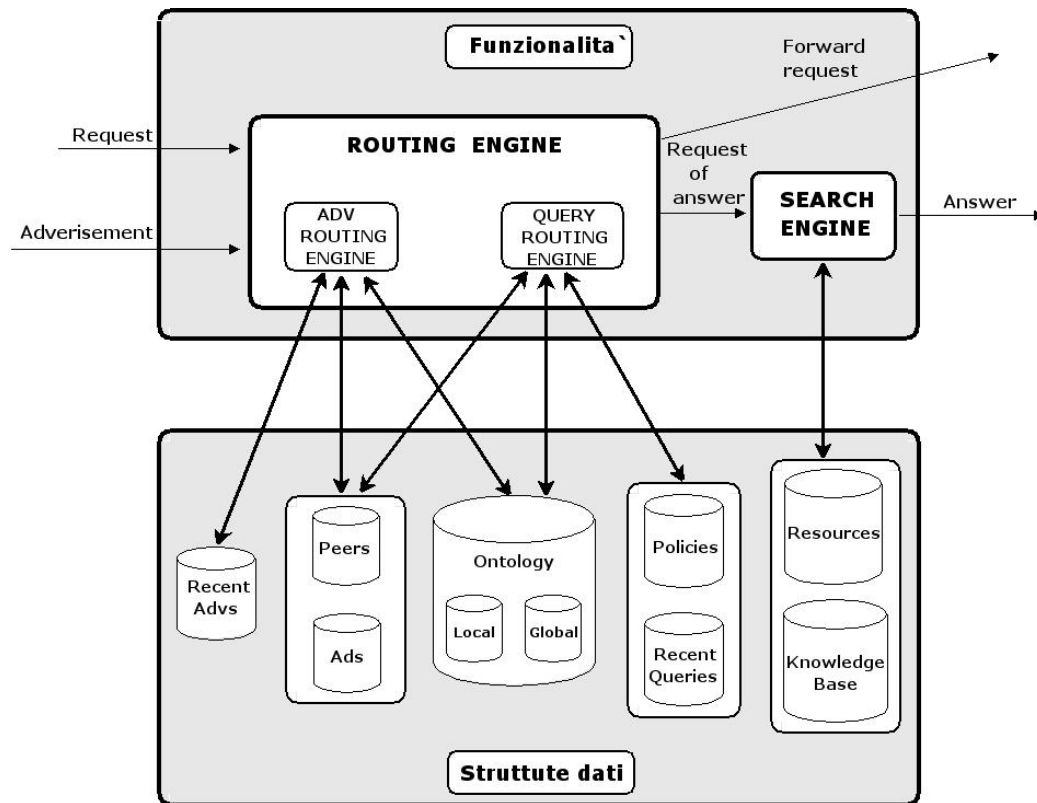 Funzionalita`
Forward
request
Request
ROUTING ENGINE
Request
of
answer
SEARCH
ENGINE
Answer
Adverisement
ADV
ROUTING
ENGINE
QUERY
ROUTING
ENGINE
Recent
Advs
Peers
Ads
Ontology
Local
Global
Policies
Recent
Queries
Resources
Knowledge
Base
Struttute dati